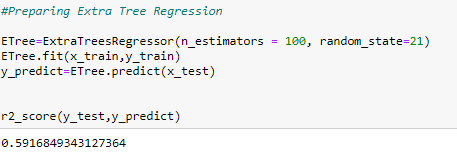 #Preparing Extra Tree Regression
ETree=ExtraTreesRegressor(n_estimators = 100, random_state=21)
ETree.fit(x_train,y_train)
y_predict=ETree.predict(x_test)
r2_score(y_test,y_predict)
0.5916849343127364